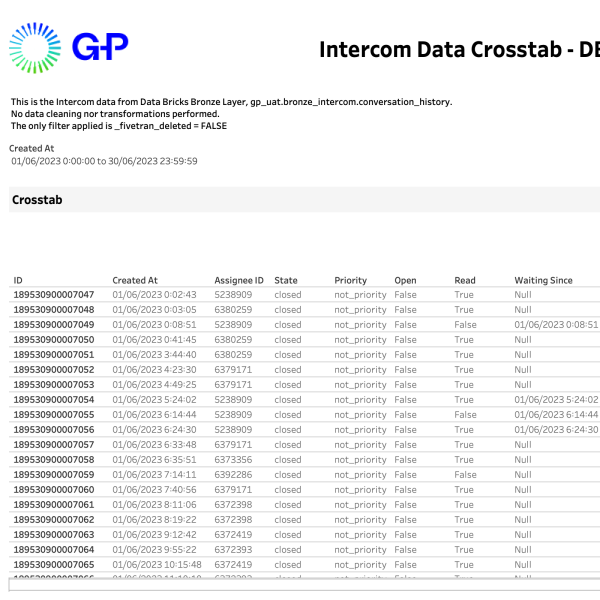 G-P
Intercom Data Crosstab - DE
This is the Intercom data from Data Bricks Bronze Layer, gp_uat.bronze_intercom.conversation_history.
No data cleaning nor transformations performed.
The only filter applied is _fivetran_deleted = FALSE
Created At
01/06/2023 0:00:00 to 30/06/2023 23:59:59
Crosstab
ID Created At Assignee ID State Priority Open Read Waiting Since
189530900007047 01/06/2023 0:02:43 5238909 closed not_priority False True Null
189530900007048 01/06/2023 0:03:05 6380259 closed not_priority False True Null
189530900007049 01/06/2023 0:08:51 5238909 closed not_priority False False 01/06/2023 0:08:51
189530900007050 01/06/2023 0:41:45 6380259 closed not_priority False True Null
189530900007051 01/06/2023 3:44:40 6380259 closed not_priority False True Null
189530900007052 01/06/2023 4:23:30 6379171 closed not_priority False True Null
189530900007053 01/06/2023 4:49:25 6379171 closed not_priority False True Null
189530900007054 01/06/2023 5:24:02 5238909 closed not_priority False True 01/06/2023 5:24:02
189530900007055 01/06/2023 6:14:44 5238909 closed not_priority False False 01/06/2023 6:14:44
189530900007056 01/06/2023 6:24:30 5238909 closed not_priority False True 01/06/2023 6:24:30
189530900007057 01/06/2023 6:33:48 6379171 closed not_priority False True Null
189530900007058 01/06/2023 6:35:51 6373356 closed not_priority False True Null
189530900007059 01/06/2023 7:14:11 6392286 closed not_priority False False Null
189530900007060 01/06/2023 7:40:56 6379171 closed not_priority False True Null
189530900007061 01/06/2023 8:11:06 6372398 closed not_priority False True Null
189530900007062 01/06/2023 8:19:22 6372398 closed not_priority False True Null
189530900007063 01/06/2023 9:12:42 6372419 closed not_priority False True Null
189530900007064 01/06/2023 9:55:22 6372393 closed not_priority False True Null
189530900007065 01/06/2023 10:15:48 6372419 closed not_priority False True Null